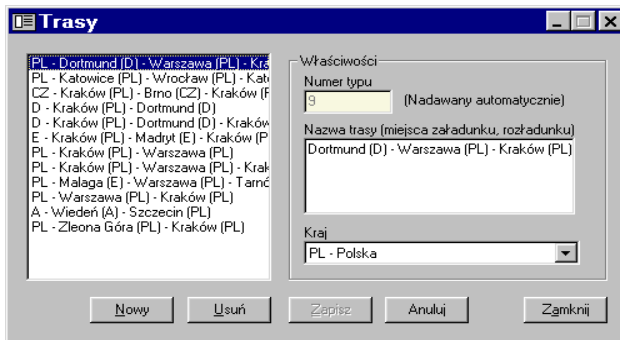 Trasy
PL - Dortmund (D) - Warszawa (PL) - Kra
PL - Katowice (PL) - Wrocław (PL) - Kato
CZ - Kraków (PL) - Brno (CZ) - Kraków (F
D - Kraków (PL) - Dortmund (D)
D - Kraków (PL) - Dortmund (D) - Kraków
E - Kraków (PL) - Madryt (E) - Kraków (P
PL - Kraków (PL) - Warszawa (PL)
PL - Kraków (PL) - Warszawa (PL) - Krak
PL - Malaga (E) - Warszawa (PL) - Tarnó
PL - Warszawa (PL) - Kraków (PL)
A - Wiedeń (A) - Szczecin (PL)
PL - Zleona Góra (PL) - Kraków (PL)
Właściwości
Numer typu
9 (Nadawany automatycznie)
Nazwa trasy (miejsca załadunku, rozładunku)
Dortmund (D) - Warszawa (PL) - Kraków (PL)
Kraj
PL - Polska
Nowy Usuń Zapisz Anuluj Zamknij